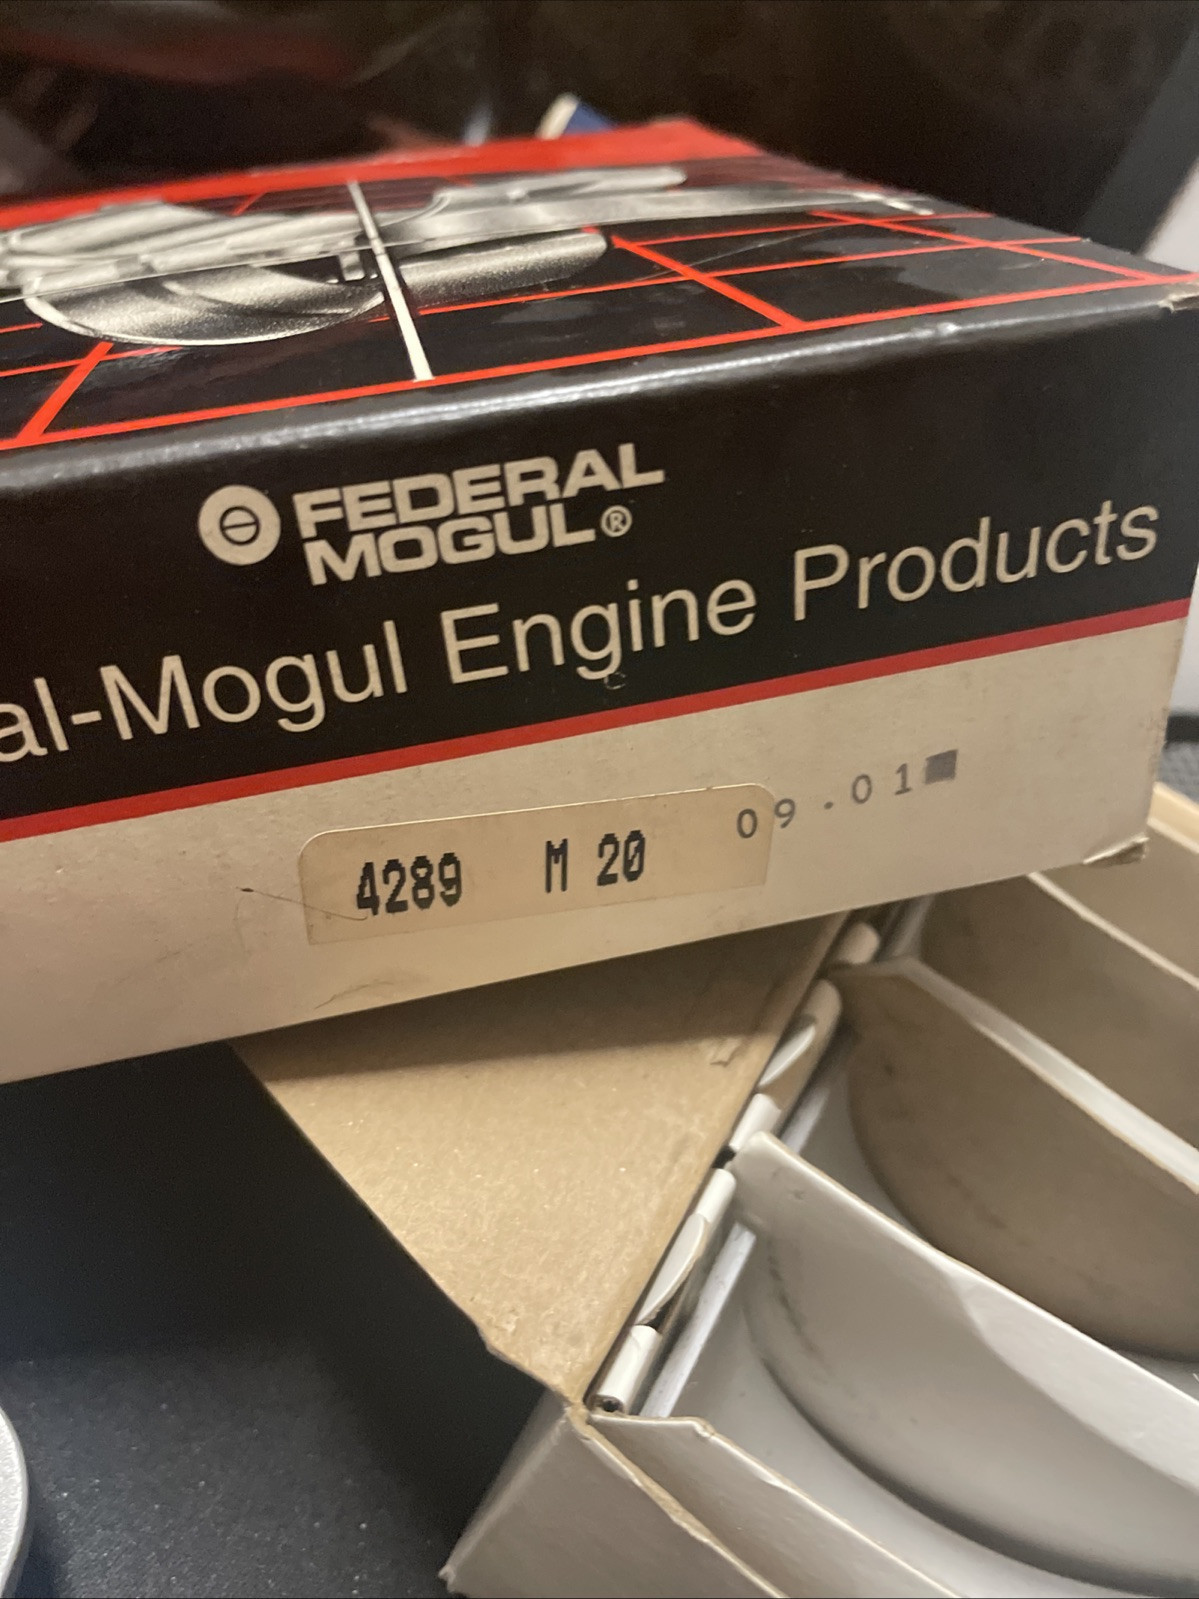 FEDERAL
MOGUL®
al-Mogul Engine Products
09.01
4289 M 20